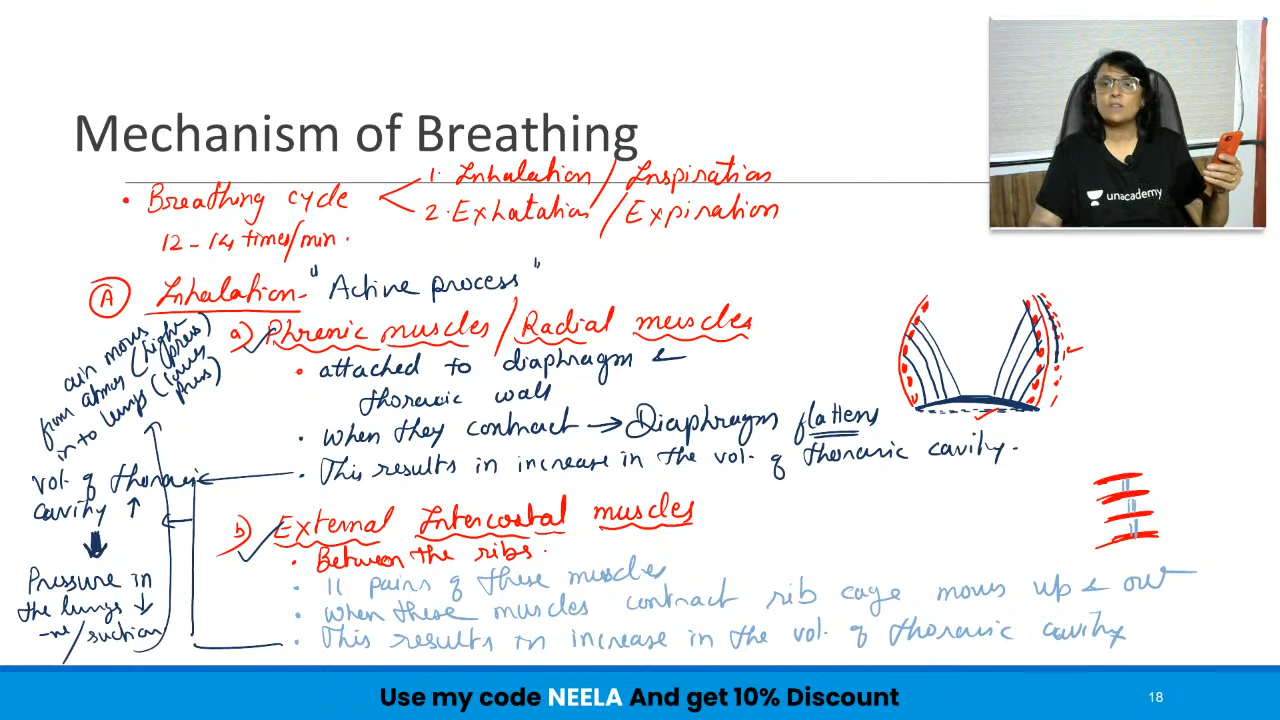 Mechanism of Breathing
• Breathing cycle
1. Inhalation / Inspiration
2. Exhalation / Expiration
12 - 14 times/min.
A Inhalation - "Active process"
a) Phrenic muscles / Radial muscles
• attached to diaphragm &
thoracic wall
• when they contract → Diaphragm flattens
• This results in increase in the vol. of thoracic cavity.
b) External Intercostal muscles
• Between the ribs.
• 11 pairs of these muscles
• when these muscles contract rib cage moves up & out
• This results in increase in the vol. of thoracic cavity
air moves
from atmos (high press)
in to lungs (lower press)
vol. of thoracic
cavity ↑
Pressure in
the lungs ↓
-ve / suction
unacademy
Use my code NEELA And get 10% Discount
18